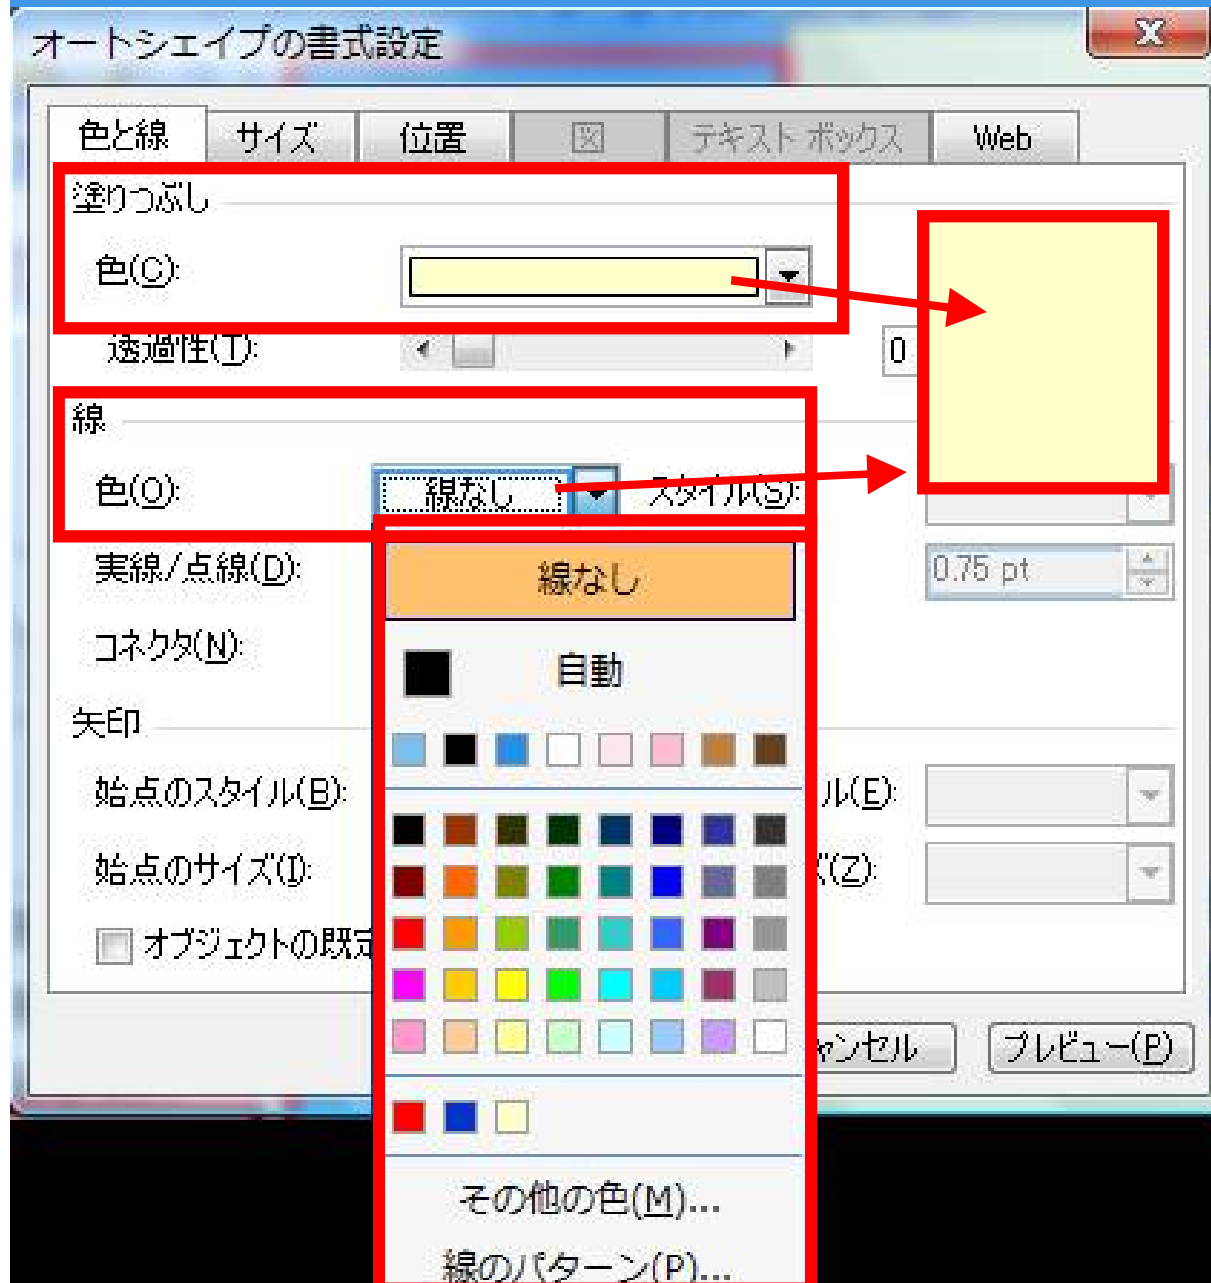 オートシェイプの書式設定
色と線 サイズ 位置 図 テキスト ボックス Web
塗りつぶし
色(C):
透過性(T): 0
線
色(O): 線なし スタイル(S):
実線/点線(D): 線なし 0.75 pt
コネクタ(N): 自動
矢印
始点のスタイル(B): ル(E):
始点のサイズ(I): ズ(Z):
オブジェクトの既定
ャンセル プレビュー(P)
その他の色(M)...
線のパターン(P)...